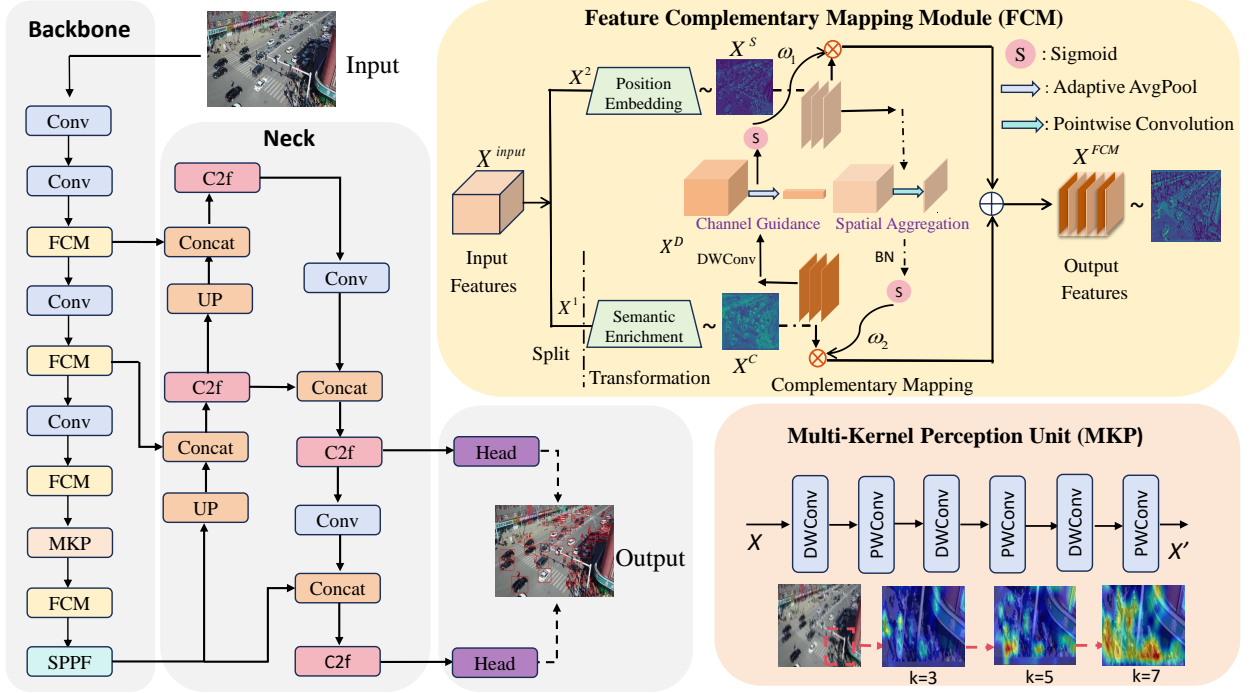 Backbone
Input
Conv
Conv
FCM
Conv
FCM
Conv
FCM
MKP
FCM
SPPF
Neck
C2f
Concat
UP
C2f
Concat
UP
Conv
Concat
C2f
Conv
Concat
C2f
Head
Head
Output
Feature Complementary Mapping Module (FCM)
X^input
Input
Features
X^2
X^1
Split
Position
Embedding
~
X^S
ω_1
S
Channel Guidance
Spatial Aggregation
X^D
DWConv
BN
S
ω_2
Semantic
Enrichment
~
X^C
Transformation
Complementary Mapping
S : Sigmoid
: Adaptive AvgPool
: Pointwise Convolution
X^FCM
~
Output
Features
Multi-Kernel Perception Unit (MKP)
X
DWConv
PWConv
DWConv
PWConv
DWConv
PWConv
X'
k=3
k=5
k=7